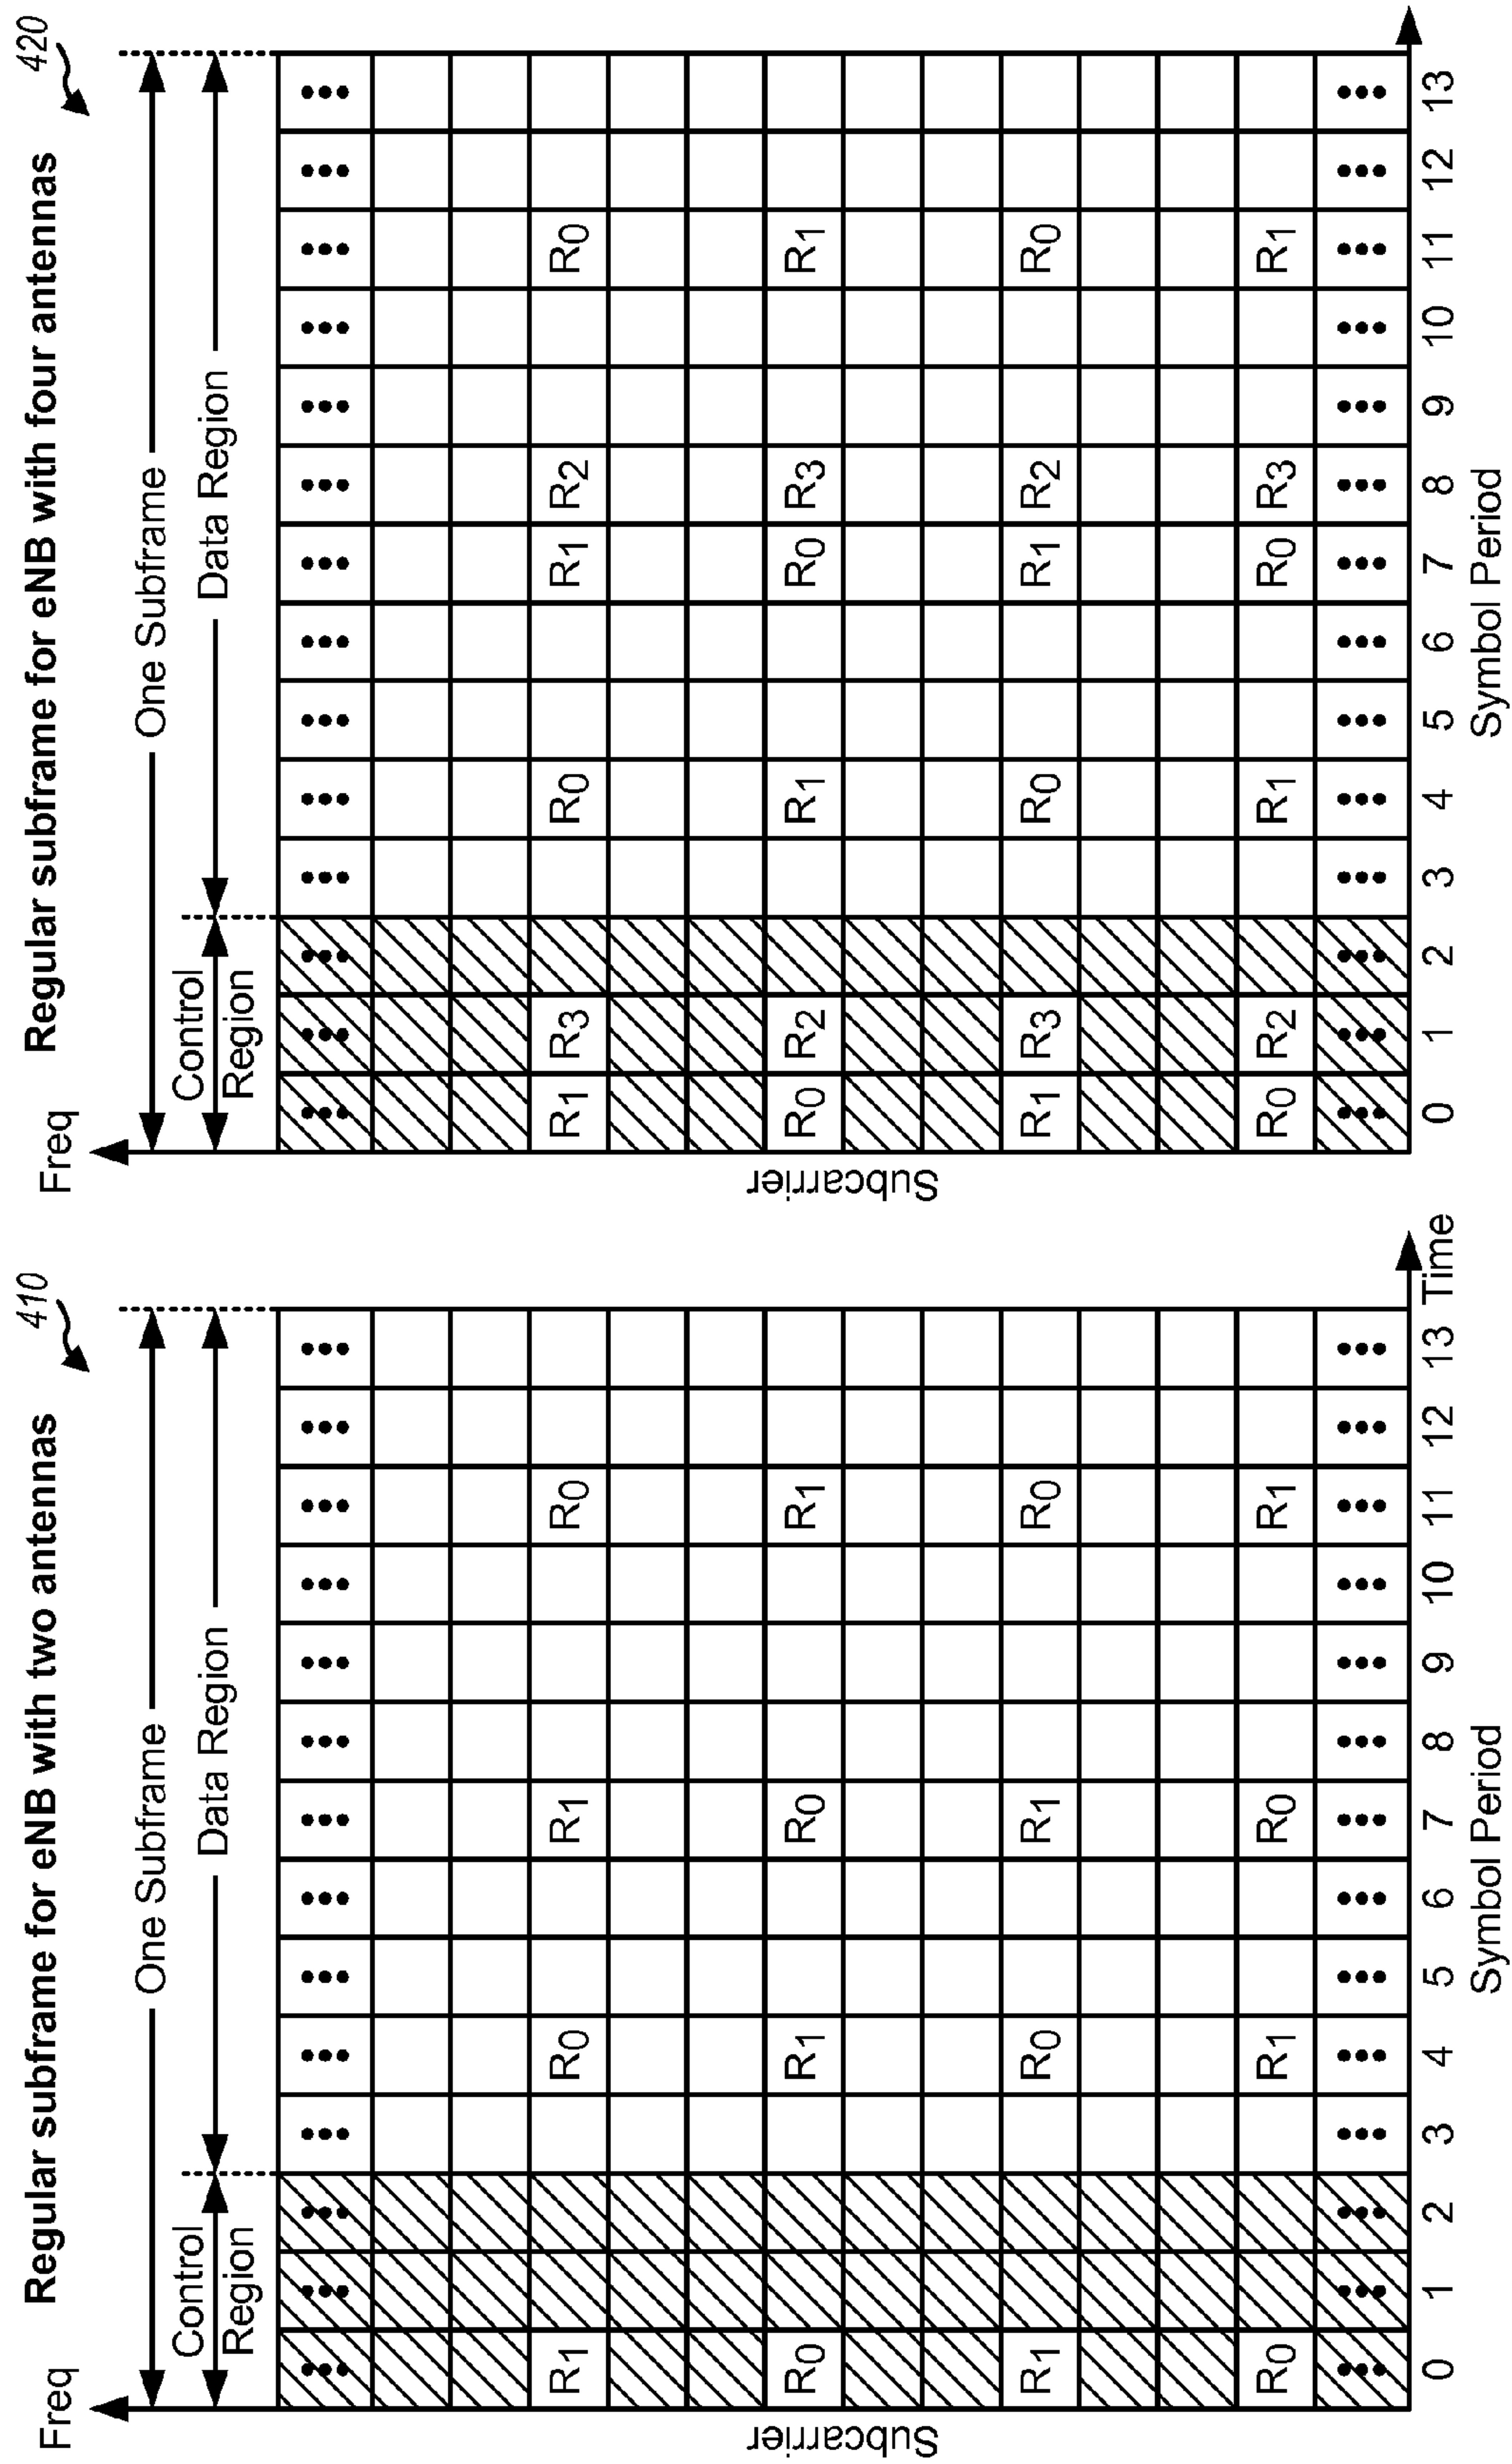 Regular subframe for eNB with two antennas
410
Freq
One Subframe
Control
Region
Data Region
Subcarrier
••• ••• ••• ••• ••• ••• ••• ••• ••• ••• ••• ••• ••• •••
R1 R0 R1 R0
R0 R1 R0 R1
R1 R0 R1 R0
R0 R1 R0 R1
••• ••• ••• ••• ••• ••• ••• ••• ••• ••• ••• ••• ••• •••
0 1 2 3 4 5 6 7 8 9 10 11 12 13 Time
Symbol Period
Regular subframe for eNB with four antennas
420
Freq
One Subframe
Control
Region
Data Region
Subcarrier
••• ••• ••• ••• ••• ••• ••• ••• ••• ••• ••• ••• ••• •••
R1 R3 R0 R1 R2 R0
R0 R2 R1 R0 R3 R1
R1 R3 R0 R1 R2 R0
R0 R2 R1 R0 R3 R1
••• ••• ••• ••• ••• ••• ••• ••• ••• ••• ••• ••• ••• •••
0 1 2 3 4 5 6 7 8 9 10 11 12 13
Symbol Period